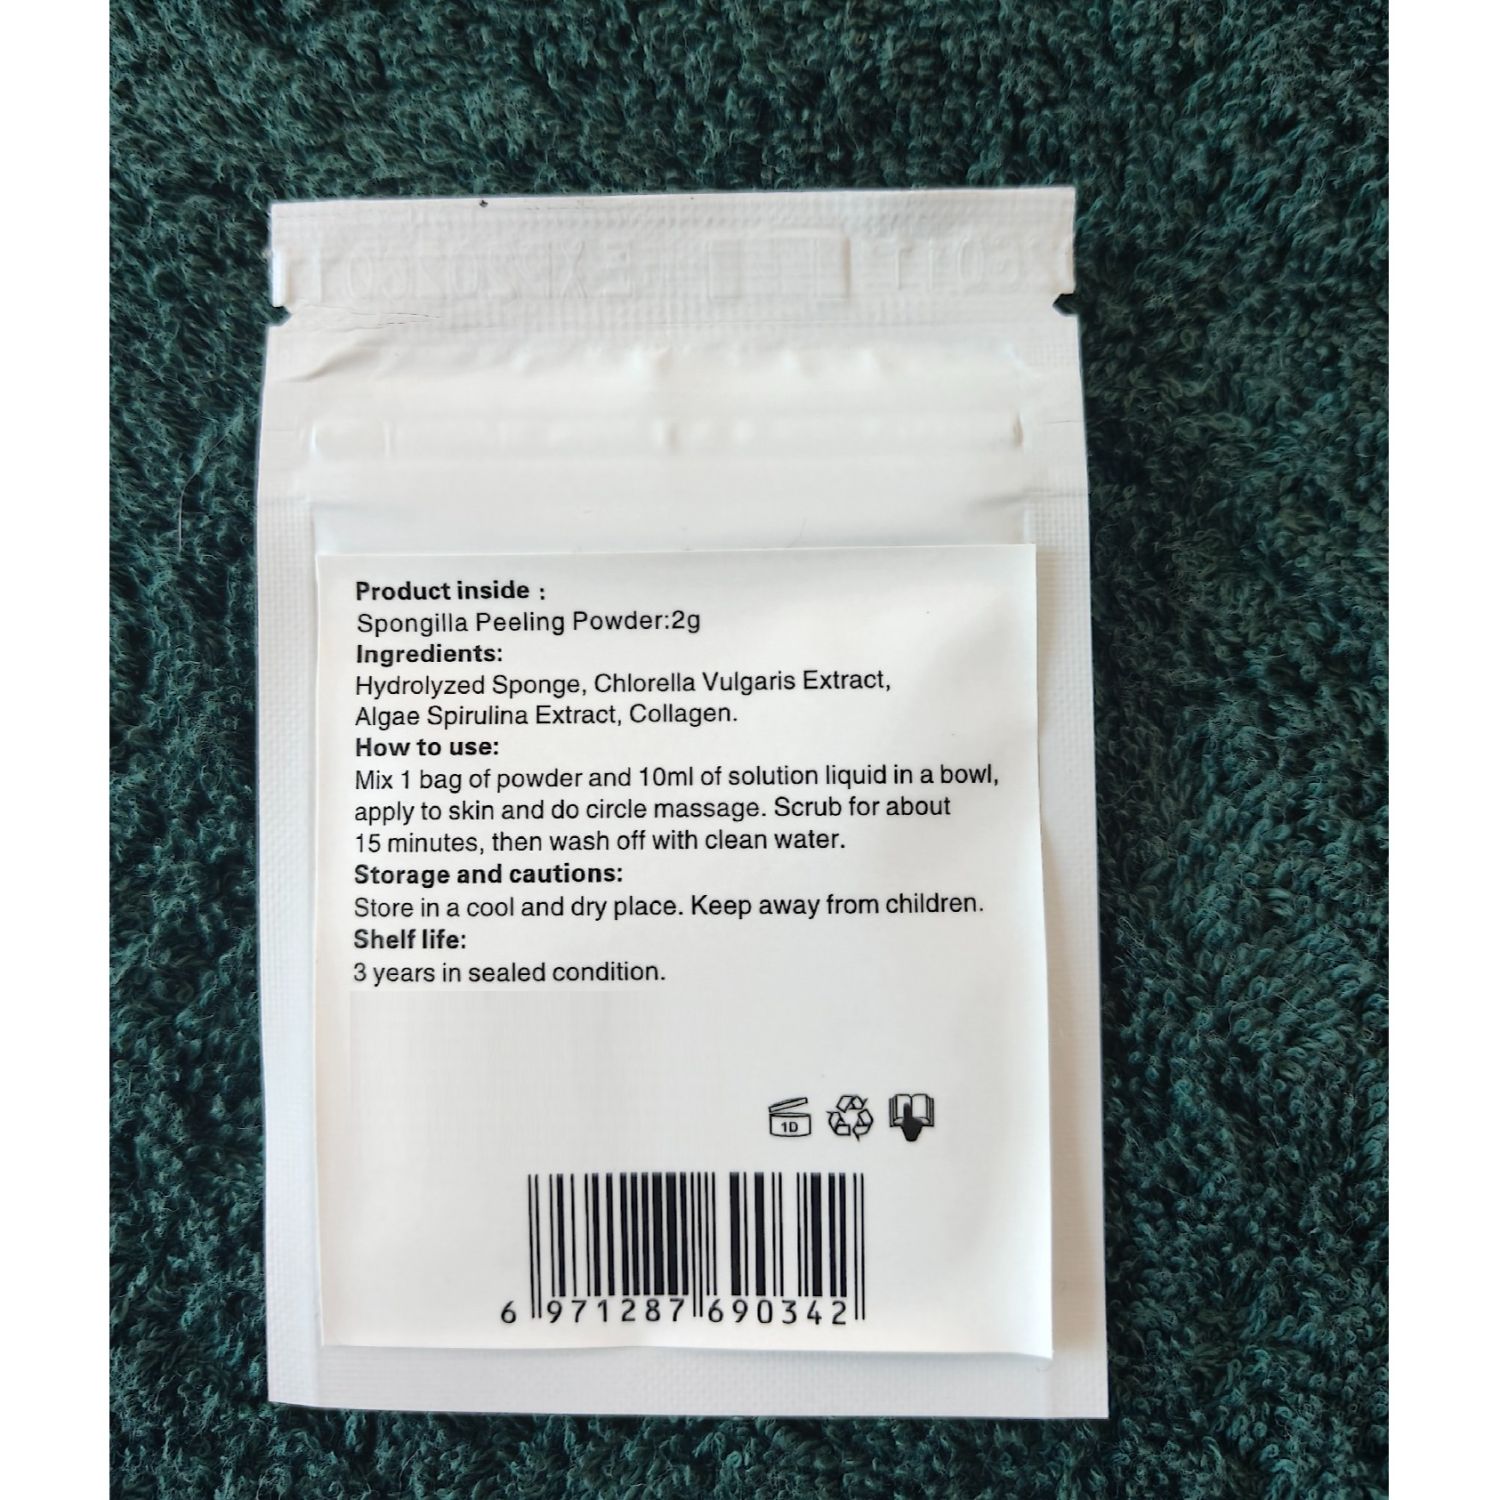 Product inside :
Spongilla Peeling Powder:2g
Ingredients:
Hydrolyzed Sponge, Chlorella Vulgaris Extract,
Algae Spirulina Extract, Collagen.
How to use:
Mix 1 bag of powder and 10ml of solution liquid in a bowl,
apply to skin and do circle massage. Scrub for about
15 minutes, then wash off with clean water.
Storage and cautions:
Store in a cool and dry place. Keep away from children.
Shelf life:
3 years in sealed condition.
1D
6 971287 690342